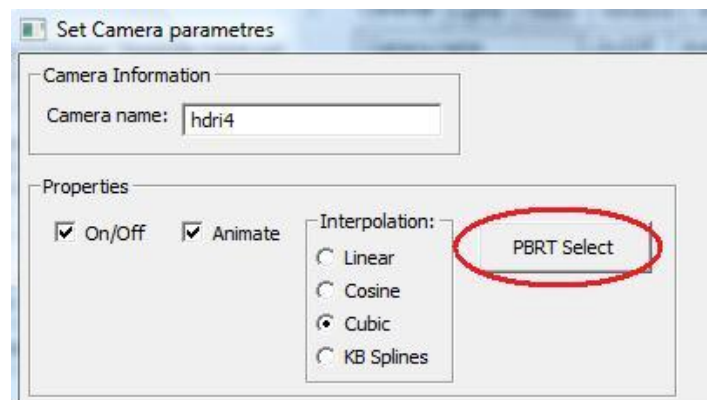 Set Camera parametres
Camera Information
Camera name: hdri4
Properties
On/Off Animate
Interpolation:
Linear
Cosine
Cubic
KB Splines
PBRT Select